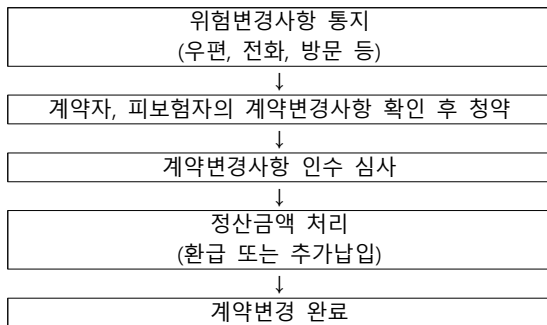 위험변경사항 통지
(우편, 전화, 방문 등)
↓
계약자, 피보험자의 계약변경사항 확인 후 청약
↓
계약변경사항 인수 심사
↓
정산금액 처리
(환급 또는 추가납입)
↓
계약변경 완료